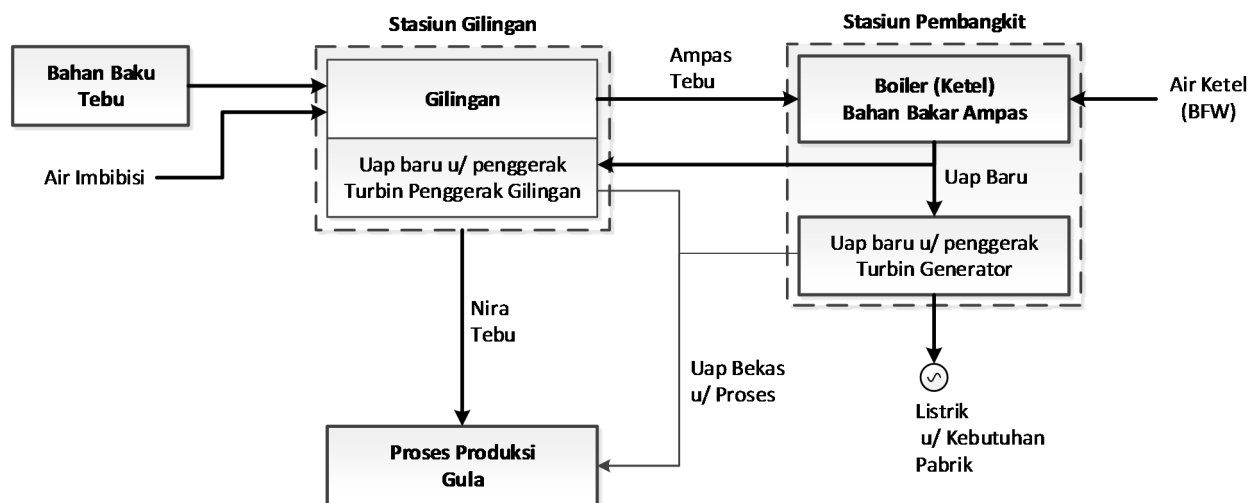 Stasiun Gilingan
Stasiun Pembangkit
Bahan Baku
Tebu
Gilingan
Ampas
Tebu
Boiler (Ketel)
Bahan Bakar Ampas
Air Ketel
(BFW)
Air Imbibisi
Uap baru u/ penggerak
Turbin Penggerak Gilingan
Uap Baru
Uap baru u/ penggerak
Turbin Generator
Nira
Tebu
Uap Bekas
u/ Proses
Listrik
u/ Kebutuhan
Pabrik
Proses Produksi
Gula